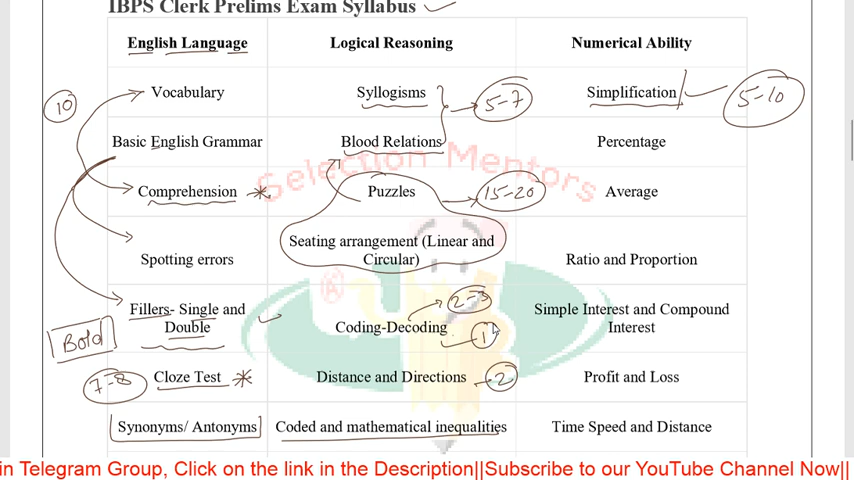 IBPS Clerk Prelims Exam Syllabus
English Language Logical Reasoning Numerical Ability
Vocabulary Syllogisms Simplification
10 5-7 5-10
Basic English Grammar Blood Relations Percentage
Selection Mentors
Comprehension Puzzles Average
15-20
Seating arrangement (Linear and
Circular)
Spotting errors Ratio and Proportion
Fillers- Single and
Double
2-3
Coding-Decoding
1
Simple Interest and Compound
Interest
Bold
7-8
Cloze Test Distance and Directions Profit and Loss
2
Synonyms/ Antonyms Coded and mathematical inequalities Time Speed and Distance
in Telegram Group, Click on the link in the Description||Subscribe to our YouTube Channel Now||